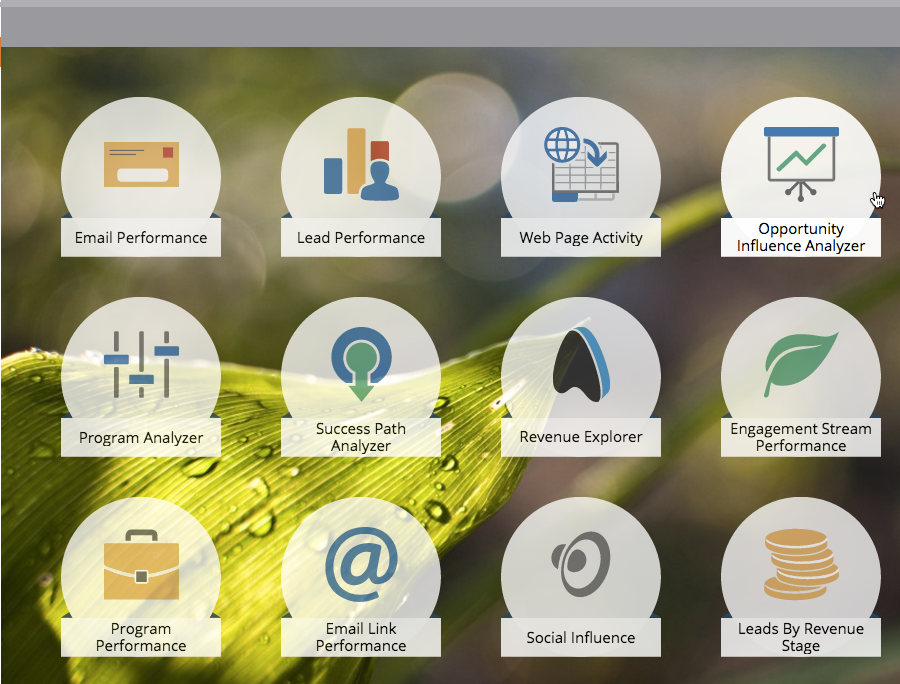 Email Performance
Lead Performance
Web Page Activity
Opportunity
Influence Analyzer
Program Analyzer
Success Path
Analyzer
Revenue Explorer
Engagement Stream
Performance
Program
Performance
@
Email Link
Performance
Social Influence
Leads By Revenue
Stage